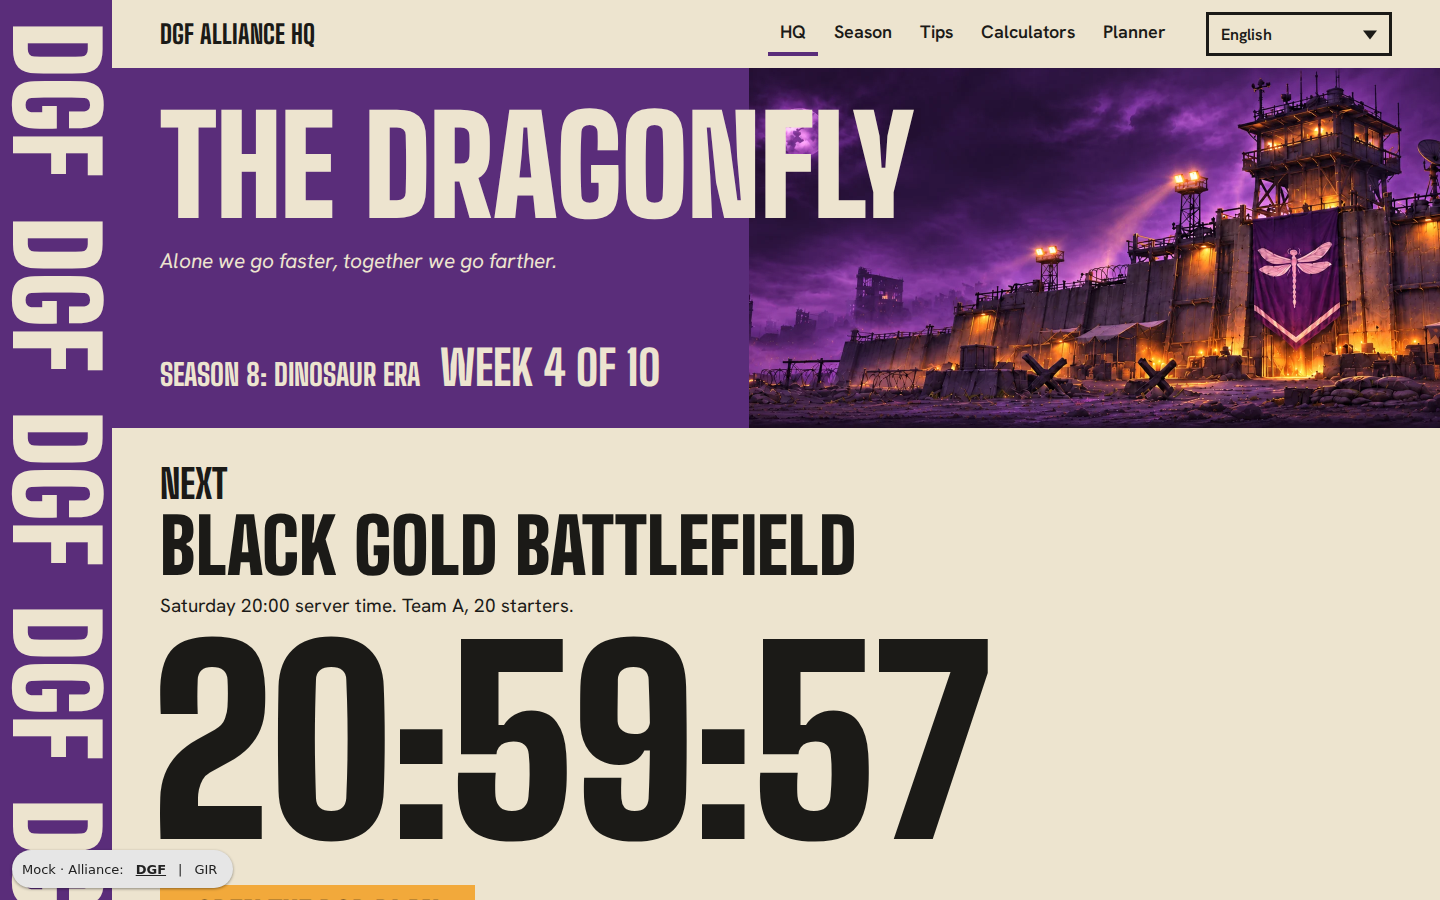 DGF DGF DGF DGF
DGF ALLIANCE HQ
HQ Season Tips Calculators Planner English
THE DRAGONFLY
Alone we go faster, together we go farther.
SEASON 8: DINOSAUR ERA WEEK 4 OF 10
NEXT
BLACK GOLD BATTLEFIELD
Saturday 20:00 server time. Team A, 20 starters.
20:59:57
Mock · Alliance: DGF | GIR